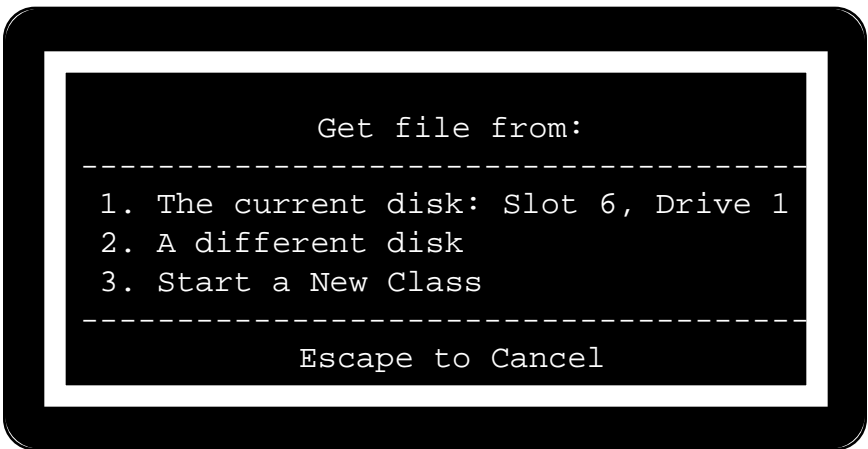 Get file from:
--------------------------------------
1. The current disk: Slot 6, Drive 1
2. A different disk
3. Start a New Class
--------------------------------------
Escape to Cancel